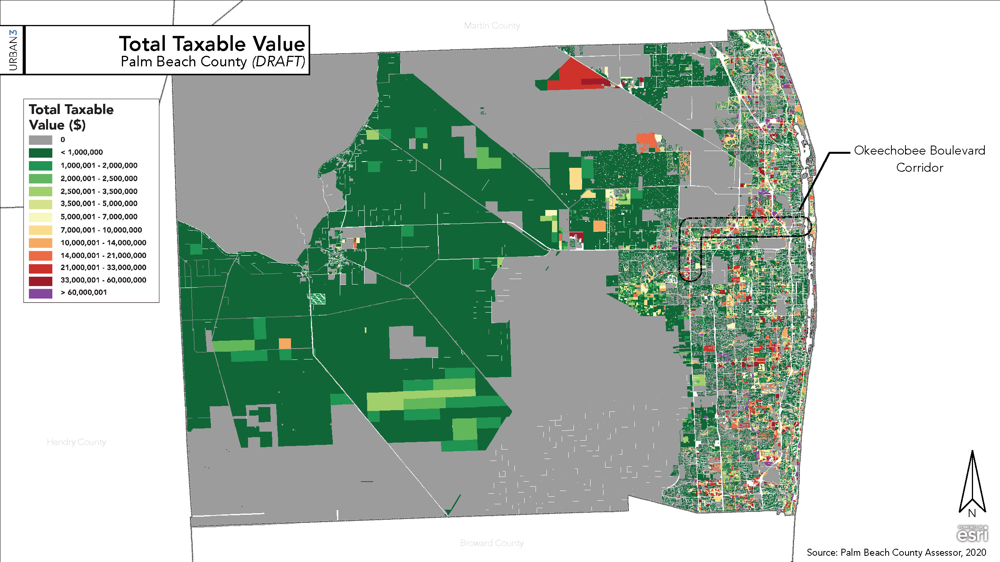 URBAN3
Total Taxable Value
Palm Beach County (DRAFT)
Total Taxable
Value ($)
0
< 1,000,000
1,000,001 - 2,000,000
2,000,001 - 2,500,000
2,500,001 - 3,500,000
3,500,001 - 5,000,000
5,000,001 - 7,000,000
7,000,001 - 10,000,000
10,000,001 - 14,000,000
14,000,001 - 21,000,000
21,000,001 - 33,000,000
33,000,001 - 60,000,000
> 60,000,001
Martin County
Okeechobee Boulevard
Corridor
Hendry County
Broward County
N
POWERED BY
esri
Source: Palm Beach County Assessor, 2020